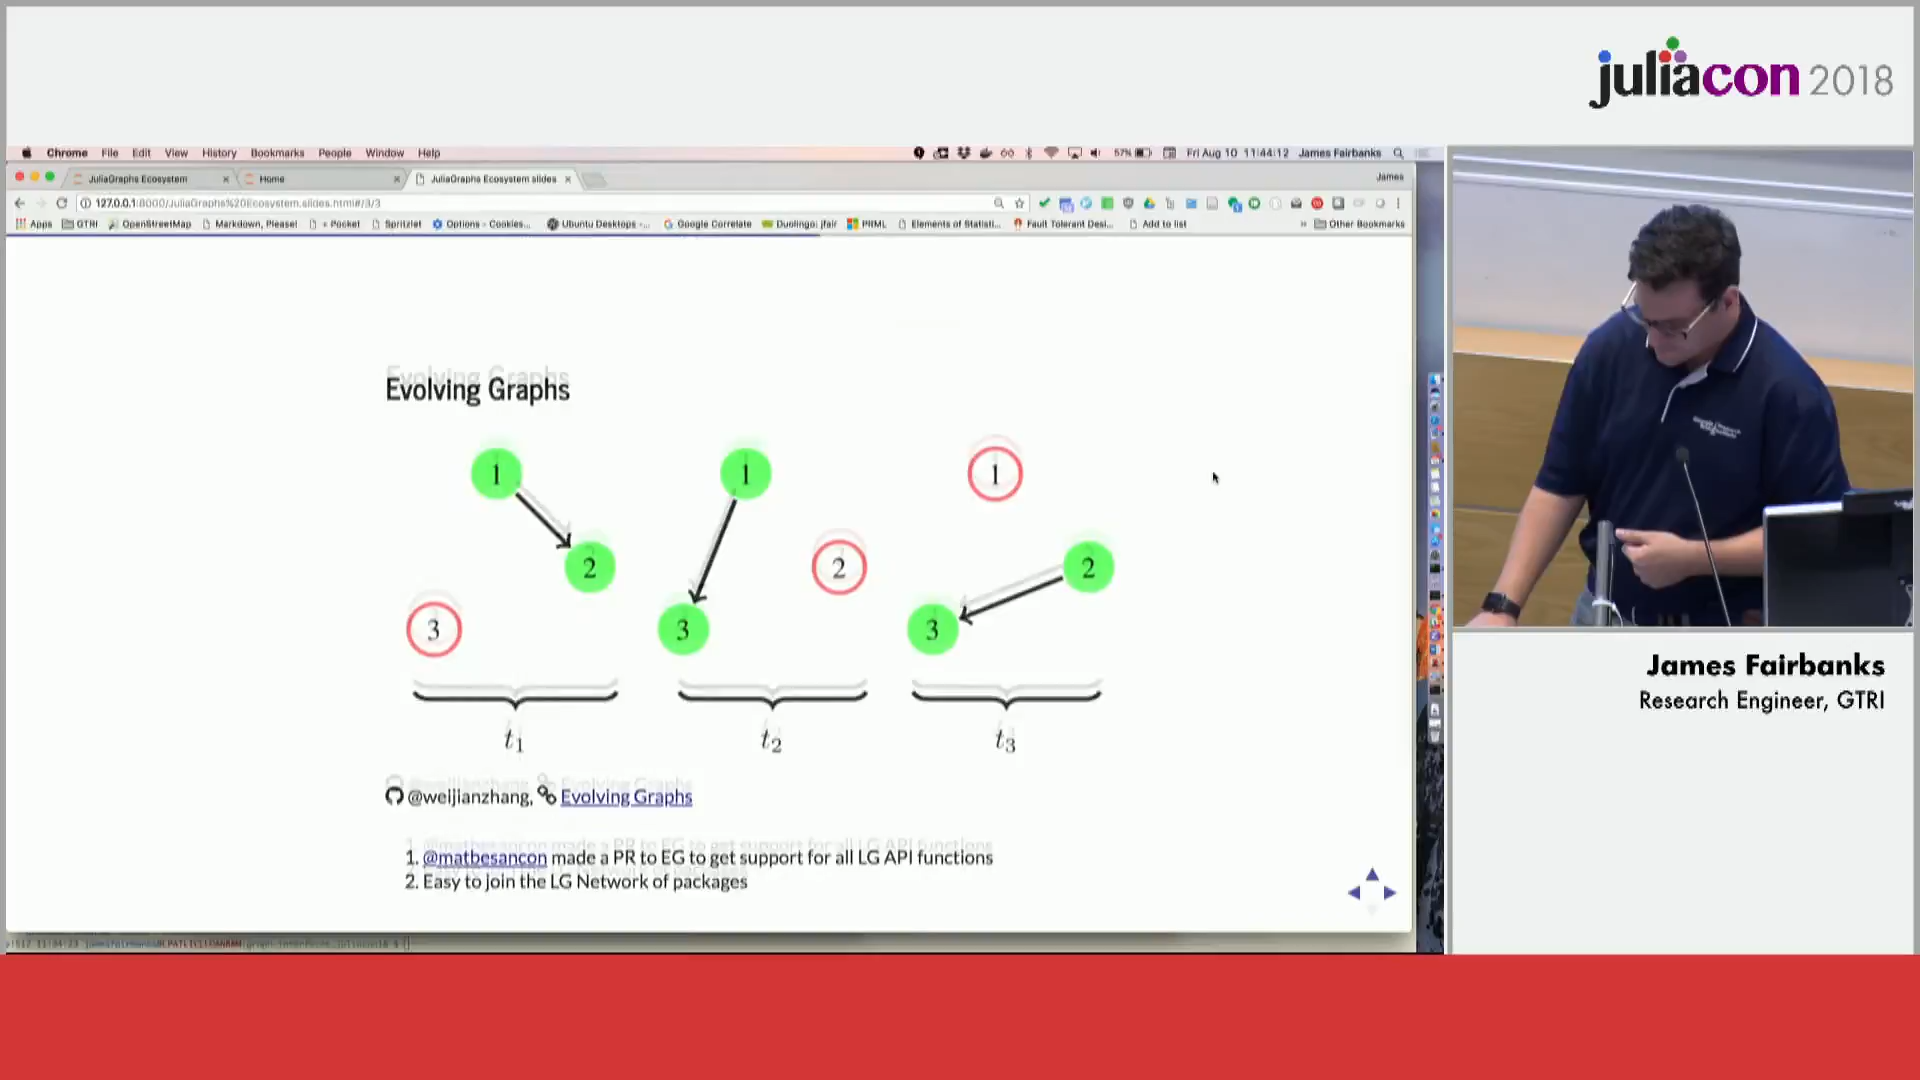 juliacon 2018
Chrome File Edit View History Bookmarks People Window Help 57% Fri Aug 10 11:44:12 James Fairbanks
JuliaGraphs Ecosystem Home JuliaGraphs Ecosystem slides James
127.0.0.1:8000/JuliaGraphs%20Ecosystem.slides.html#/3/3
Apps GTRI OpenStreetMap Markdown, Please! + Pocket Spritzlet Options - Cookies... Ubuntu Desktops -... Google Correlate Duolingo: jfair PRML Elements of Statisti... Fault Tolerant Desi... Add to list » Other Bookmarks
Evolving Graphs
1 1 1
2 2 2
3 3 3
t1 t2 t3
@weijianzhang, Evolving Graphs
1. @matbesancon made a PR to EG to get support for all LG API functions
2. Easy to join the LG Network of packages
James Fairbanks
Research Engineer, GTRI